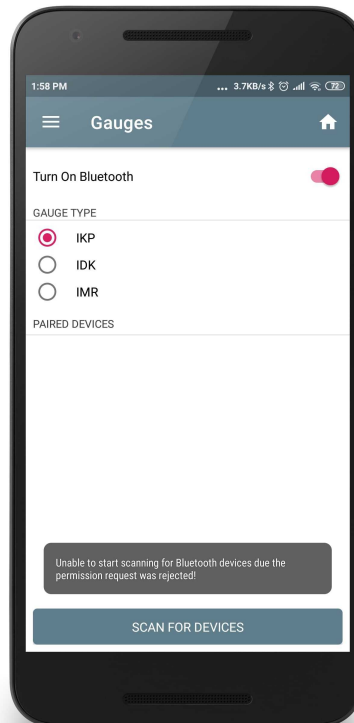 1:58 PM ... 3.7KB/s 72
Gauges
Turn On Bluetooth
GAUGE TYPE
IKP
IDK
IMR
PAIRED DEVICES
Unable to start scanning for Bluetooth devices due the
permission request was rejected!
SCAN FOR DEVICES